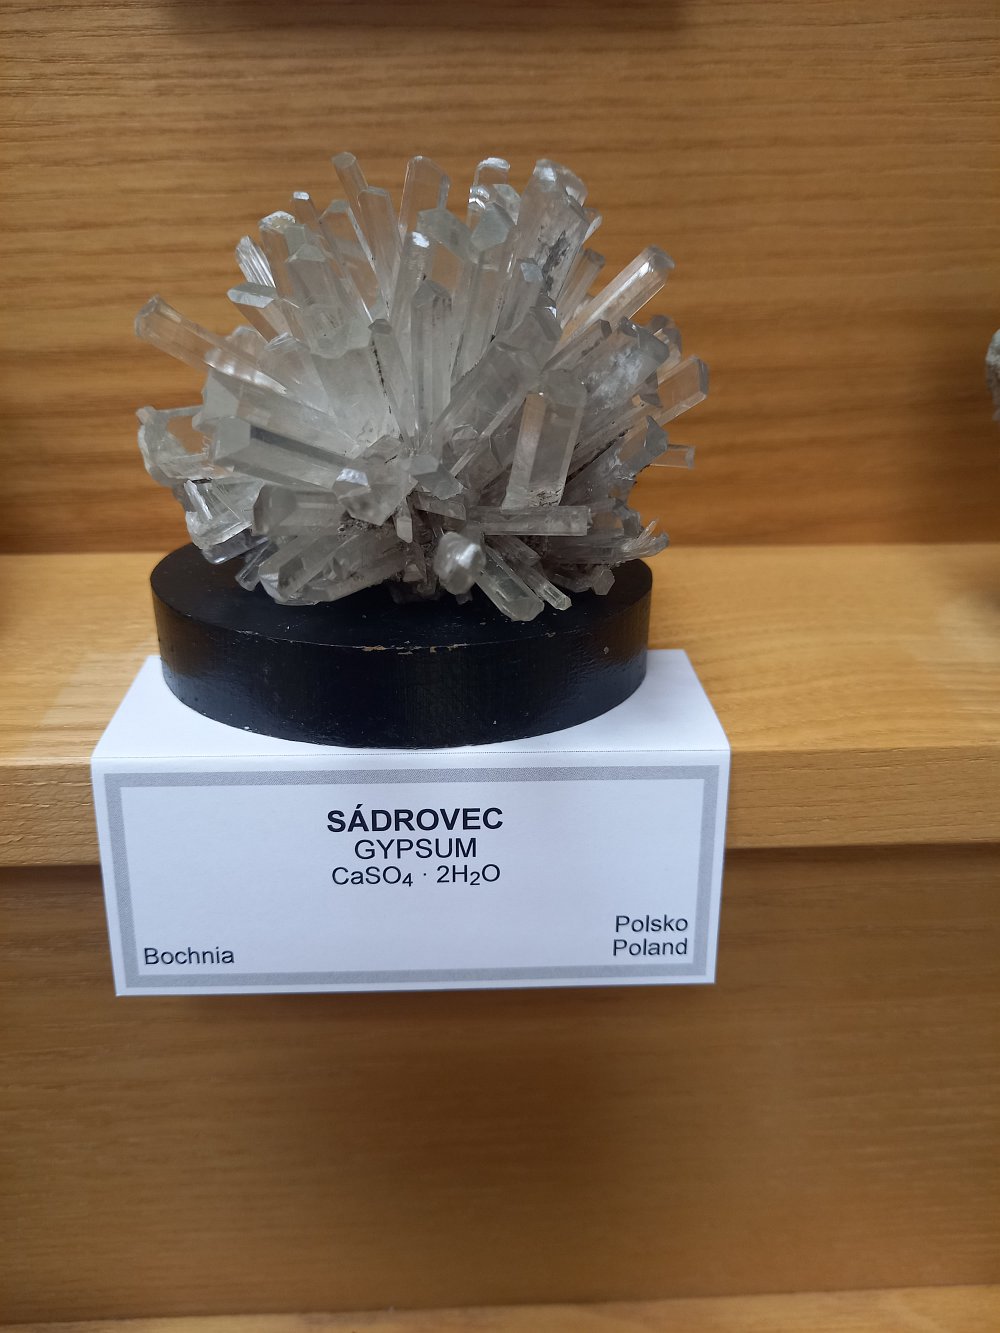 SÁDROVEC
GYPSUM
CaSO₄ · 2H₂O
Polsko
Poland
Bochnia